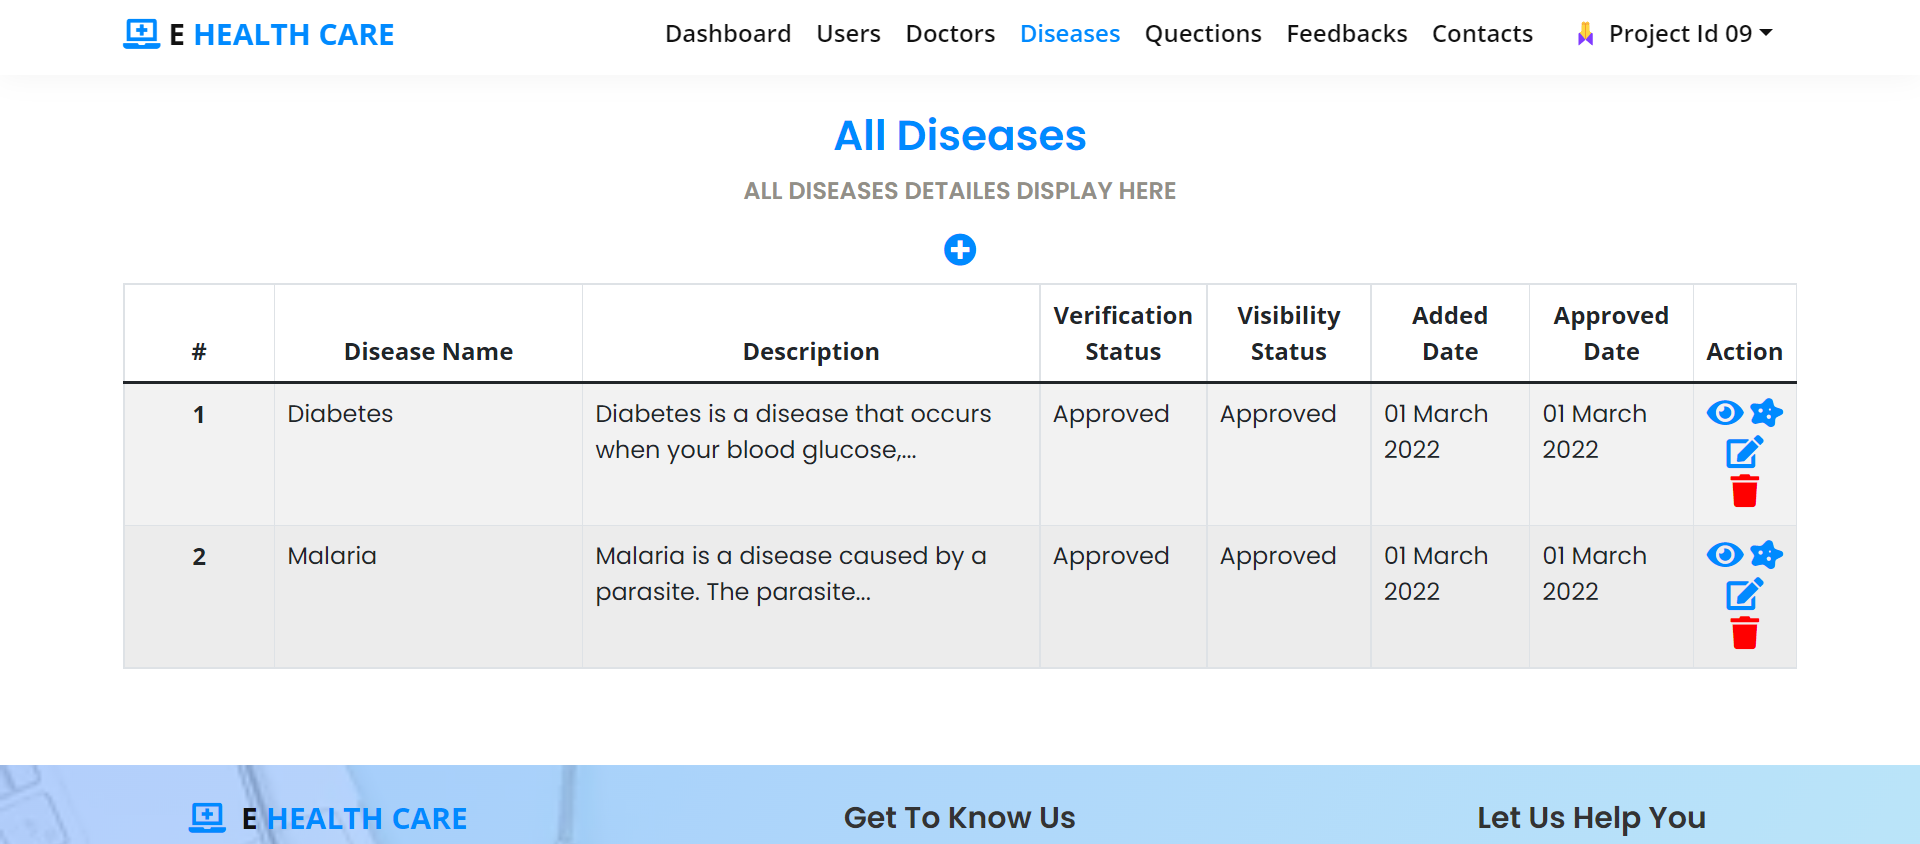 E HEALTH CARE
Dashboard Users Doctors Diseases Quections Feedbacks Contacts Project Id 09
All Diseases
ALL DISEASES DETAILES DISPLAY HERE
# Disease Name Description Verification Status Visibility Status Added Date Approved Date Action
1 Diabetes Diabetes is a disease that occurs when your blood glucose,... Approved Approved 01 March 2022 01 March 2022
2 Malaria Malaria is a disease caused by a parasite. The parasite... Approved Approved 01 March 2022 01 March 2022
E HEALTH CARE Get To Know Us Let Us Help You